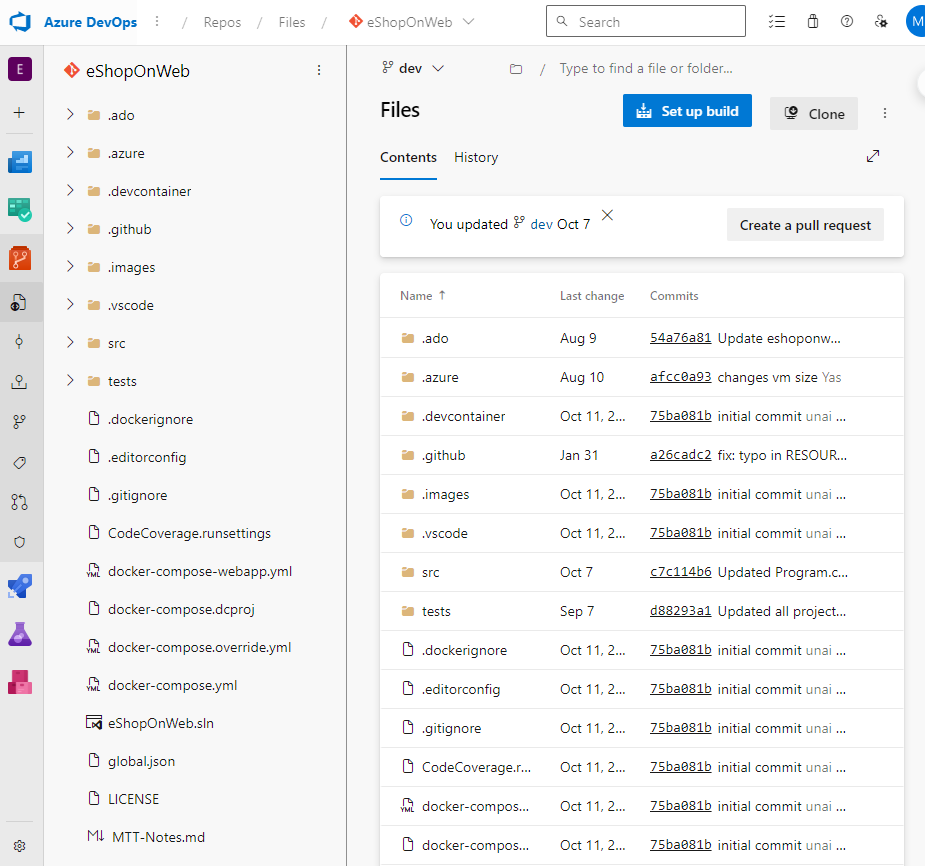 Azure DevOps / Repos / Files / eShopOnWeb Search M
E eShopOnWeb
.ado
.azure
.devcontainer
.github
.images
.vscode
src
tests
.dockerignore
.editorconfig
.gitignore
CodeCoverage.runsettings
docker-compose-webapp.yml
docker-compose.dcproj
docker-compose.override.yml
docker-compose.yml
eShopOnWeb.sln
global.json
LICENSE
MTT-Notes.md
dev / Type to find a file or folder...
Files Set up build Clone
Contents History
You updated dev Oct 7 Create a pull request
Name ↑ Last change Commits
.ado Aug 9 54a76a81 Update eshoponw...
.azure Aug 10 afcc0a93 changes vm size Yas
.devcontainer Oct 11, 2... 75ba081b initial commit unai ...
.github Jan 31 a26cadc2 fix: typo in RESOUR...
.images Oct 11, 2... 75ba081b initial commit unai ...
.vscode Oct 11, 2... 75ba081b initial commit unai ...
src Oct 7 c7c114b6 Updated Program.c...
tests Sep 7 d88293a1 Updated all project...
.dockerignore Oct 11, 2... 75ba081b initial commit unai ...
.editorconfig Oct 11, 2... 75ba081b initial commit unai ...
.gitignore Oct 11, 2... 75ba081b initial commit unai ...
CodeCoverage.r... Oct 11, 2... 75ba081b initial commit unai ...
docker-compos... Oct 11, 2... 75ba081b initial commit unai ...
docker-compos... Oct 11, 2... 75ba081b initial commit unai ...